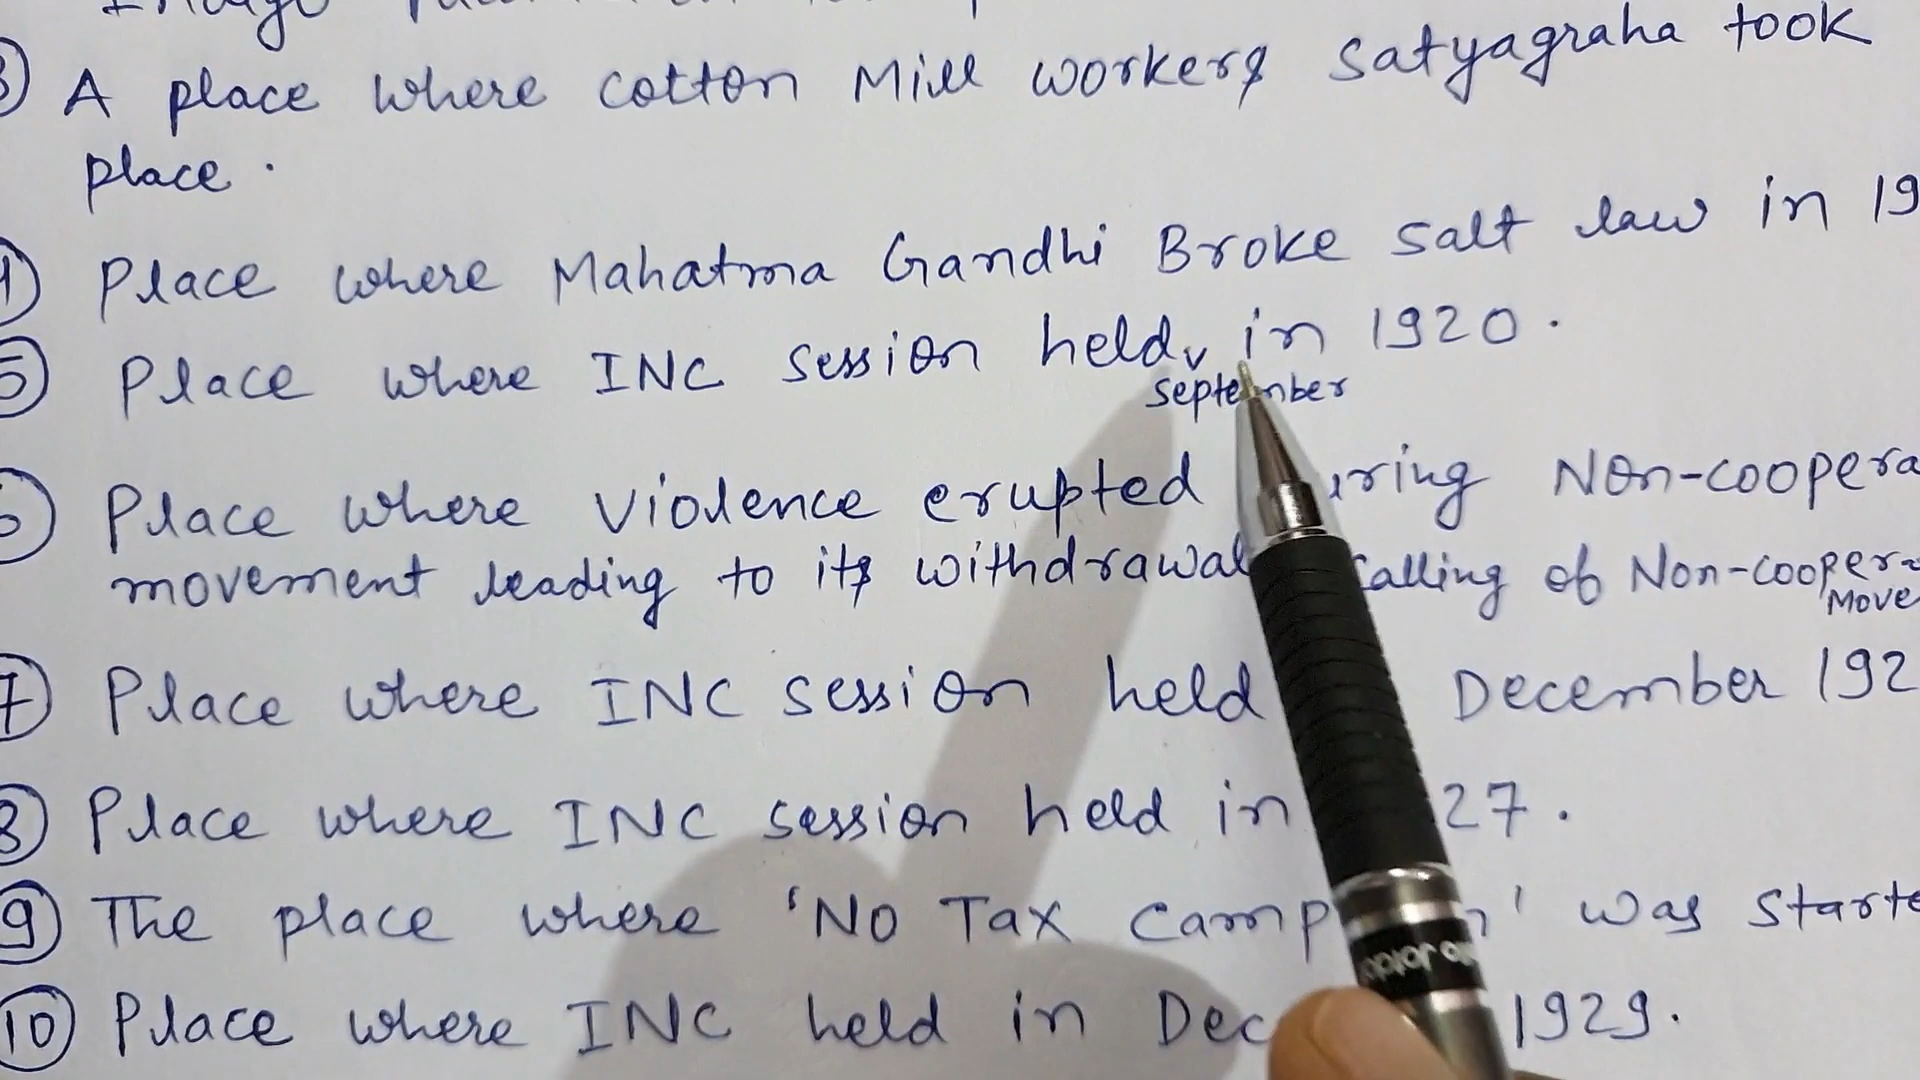 ③ A place where cotton Mill workers Satyagraha took
place.
④ Place where Mahatma Gandhi Broke salt law in 19
⑤ Place where INC session held ᵥ in 1920.
September
⑥ Place where violence erupted Non-coopera
movement leading to its withdrawal calling of Non-cooper
Move
⑦ Place where INC session held December 192
⑧ Place where INC session held in 27.
⑨ The place where 'No Tax camp was starte
⑩ Place where INC held in Dec 1929.